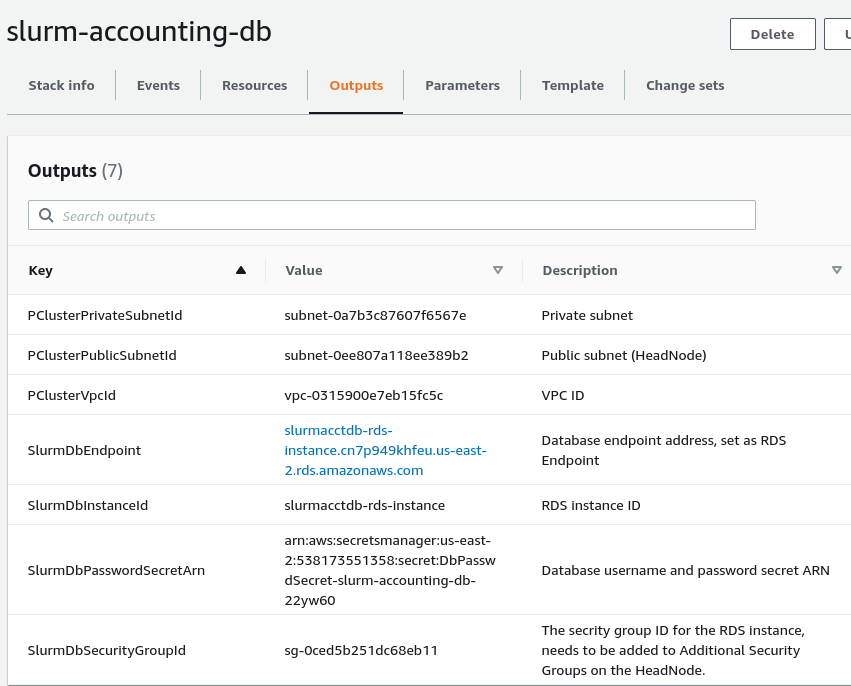 slurm-accounting-db
Delete
Stack info
Events
Resources
Outputs
Parameters
Template
Change sets
Outputs (7)
Search outputs
Key
Value
Description
PClusterPrivateSubnetId
subnet-0a7b3c87607f6567e
Private subnet
PClusterPublicSubnetId
subnet-0ee807a118ee389b2
Public subnet (HeadNode)
PClusterVpcId
vpc-0315900e7eb15fc5c
VPC ID
SlurmDbEndpoint
slurmacctdb-rds-
instance.cn7p949khfeu.us-east-
2.rds.amazonaws.com
Database endpoint address, set as RDS
Endpoint
SlurmDbInstanceId
slurmacctdb-rds-instance
RDS instance ID
SlurmDbPasswordSecretArn
arn:aws:secretsmanager:us-east-
2:538173551358:secret:DbPassw
dSecret-slurm-accounting-db-
22yw60
Database username and password secret ARN
SlurmDbSecurityGroupId
sg-0ced5b251dc68eb11
The secrity group ID for the RDS instance,
needs to be added to Additional Security
Groups on the HeadNode.